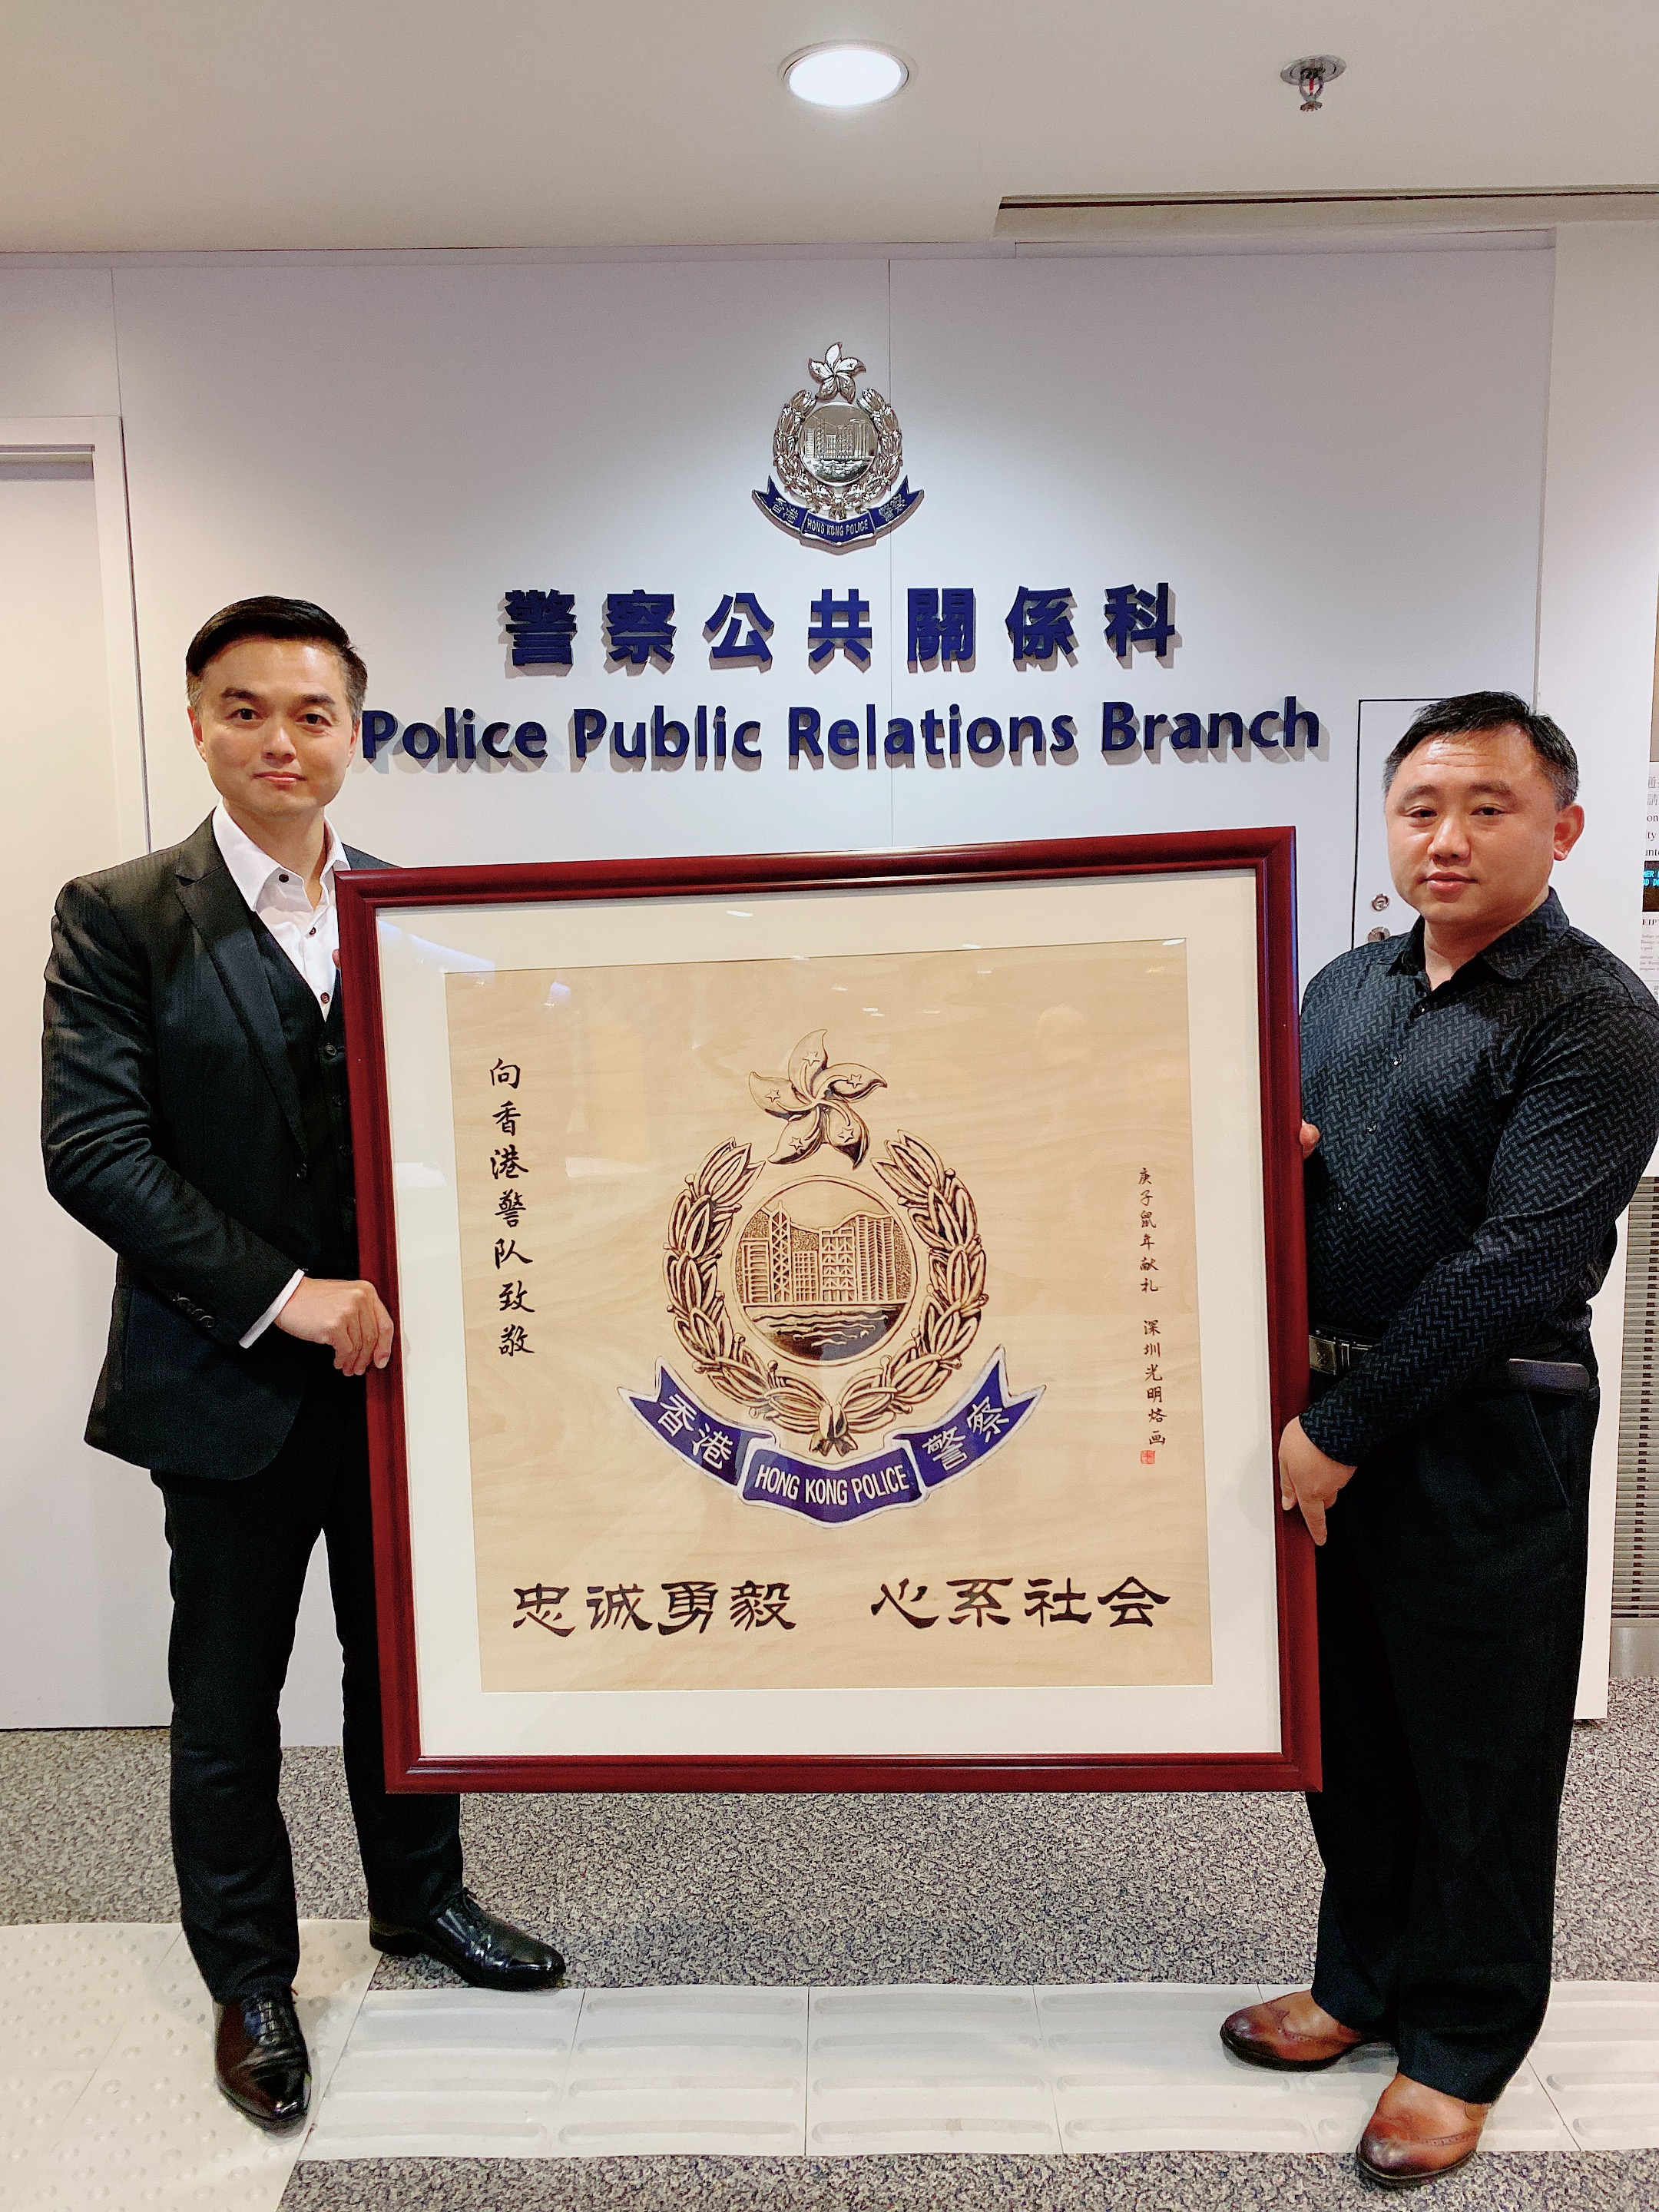 香港 HONG KONG POLICE 警察
警察公共關係科
Police Public Relations Branch
向香港警队致敬
庚子鼠年献礼 深圳光明烙画
香港 HONG KONG POLICE 警察
忠诚勇毅 心系社会